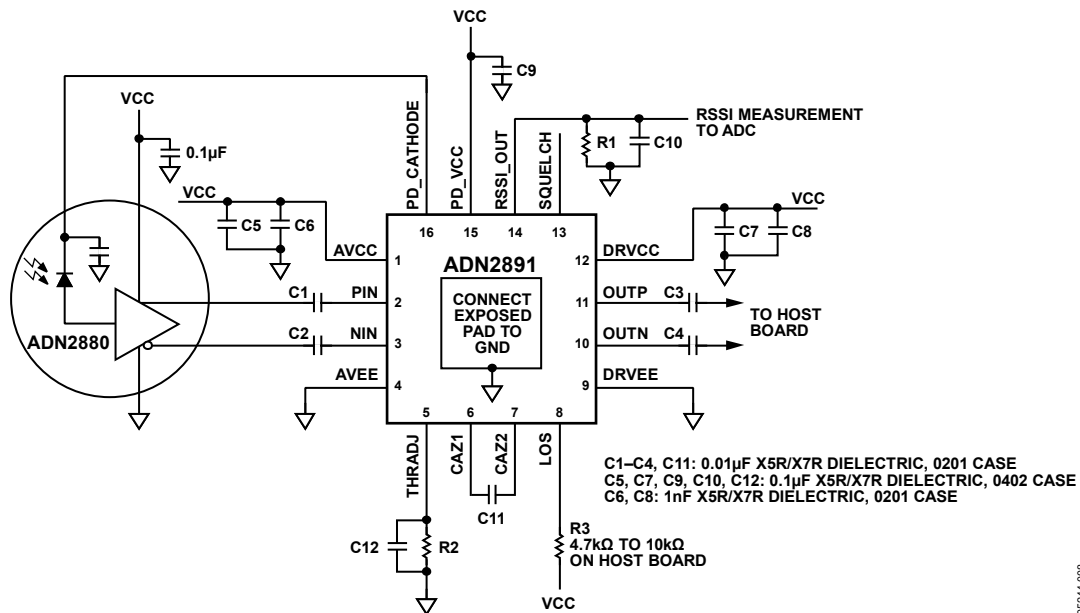 VCC
C9
VCC
0.1µF
PD_CATHODE
PD_VCC
RSSI_OUT
SQUELCH
R1
C10
RSSI MEASUREMENT
TO ADC
VCC
C5
C6
AVCC
16
15
14
13
1
ADN2891
12
DRVCC
VCC
C7
C8
C1
PIN
2
CONNECT
EXPOSED
PAD TO
GND
11
OUTP
C3
TO HOST
BOARD
ADN2880
C2
NIN
3
10
OUTN
C4
AVEE
4
9
DRVEE
5
6
7
8
THRADJ
CAZ1
CAZ2
LOS
C11
C12
R2
R3
4.7kΩ TO 10kΩ
ON HOST BOARD
VCC
C1–C4, C11: 0.01µF X5R/X7R DIELECTRIC, 0201 CASE
C5, C7, C9, C10, C12: 0.1µF X5R/X7R DIELECTRIC, 0402 CASE
C6, C8: 1nF X5R/X7R DIELECTRIC, 0201 CASE